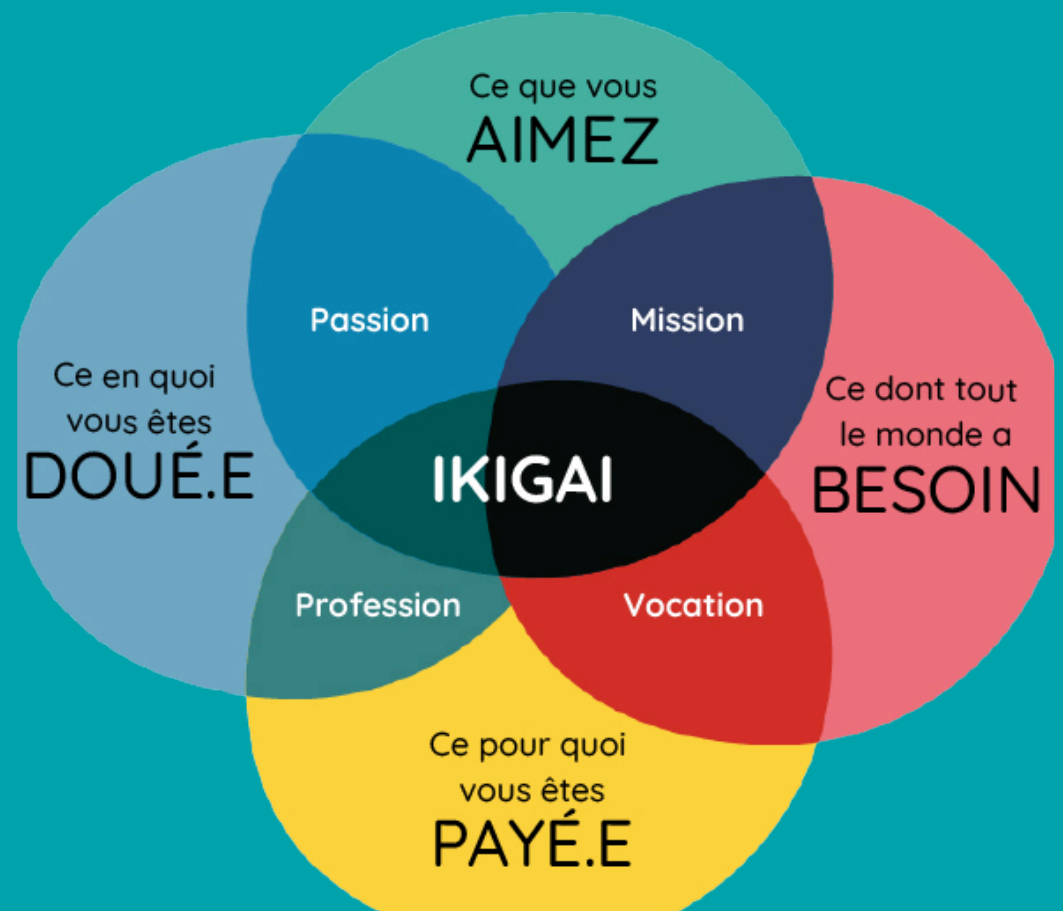 Ce que vous
AIMEZ
Passion
Mission
Ce en quoi
vous êtes
DOUÉ.E
Ce dont tout
le monde a
BESOIN
IKIGAI
Profession
Vocation
Ce pour quoi
vous êtes
PAYÉ.E